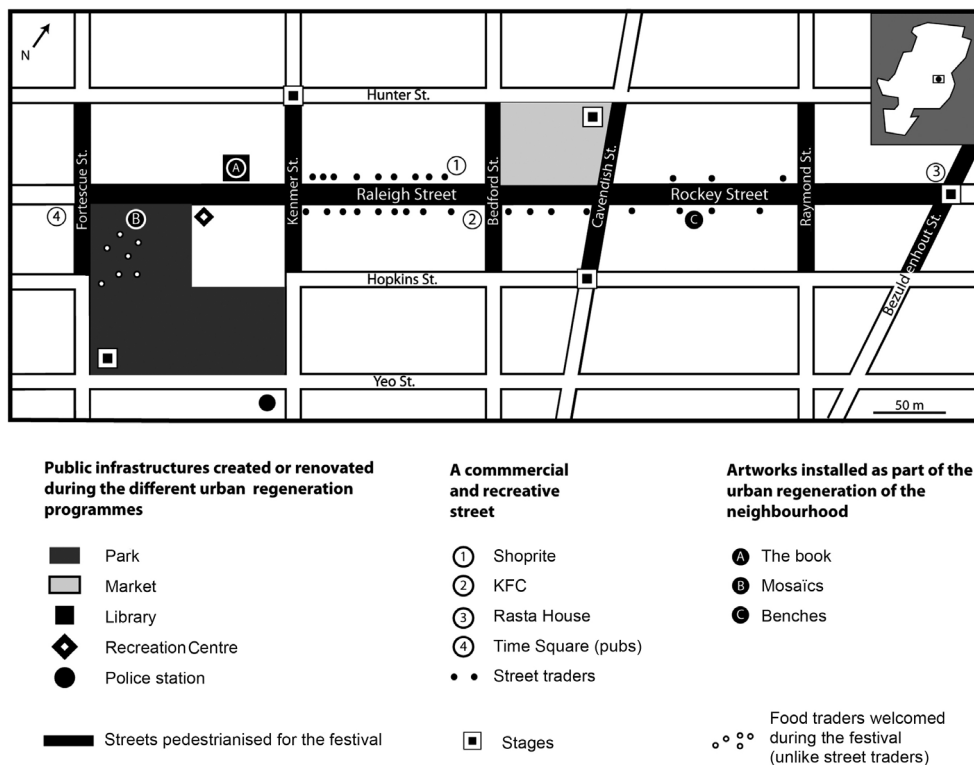 N
Hunter St.
Fortescue St.
A
Kenmer St.
1
Raleigh Street
Bedford St.
Cavendish St.
Rockey Street
Raymond St.
3
4
B
2
C
Hopkins St.
Bezuldenhout St.
Yeo St.
50 m
Public infrastructures created or renovated
during the different urban regeneration
programmes
Park
Market
Library
Recreation Centre
Police station
A commmercial
and recreative
street
1 Shoprite
2 KFC
3 Rasta House
4 Time Square (pubs)
Street traders
Artworks installed as part of the
urban regeneration of the
neighbourhood
A The book
B Mosaïcs
C Benches
Streets pedestrianised for the festival
Stages
Food traders welcomed
during the festival
(unlike street traders)